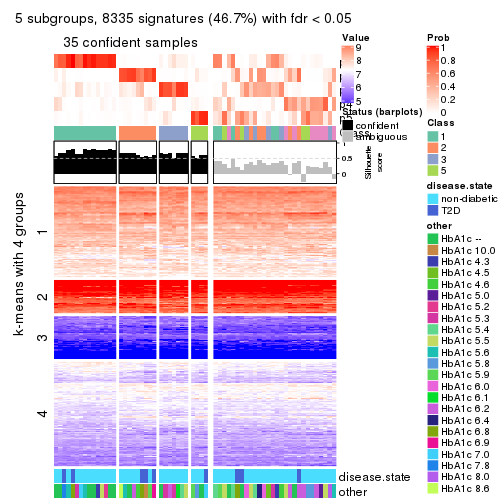 5 subgroups, 8335 signatures (46.7%) with fdr < 0.05
35 confident samples
k-means with 4 groups
1
2
3
4
1
0.5
0
Silhouette
score
disease.state
other
Value
9
8
7
6
5
Status (barplots)
confident
ambiguous
Prob
1
0.8
0.6
0.4
0.2
0
Class
1
2
3
5
disease.state
non-diabetic
T2D
other
HbA1c --
HbA1c 10.0
HbA1c 4.3
HbA1c 4.5
HbA1c 4.6
HbA1c 5.0
HbA1c 5.2
HbA1c 5.3
HbA1c 5.4
HbA1c 5.5
HbA1c 5.6
HbA1c 5.8
HbA1c 5.9
HbA1c 6.0
HbA1c 6.1
HbA1c 6.2
HbA1c 6.4
HbA1c 6.8
HbA1c 6.9
HbA1c 7.0
HbA1c 7.8
HbA1c 8.0
HbA1c 8.6